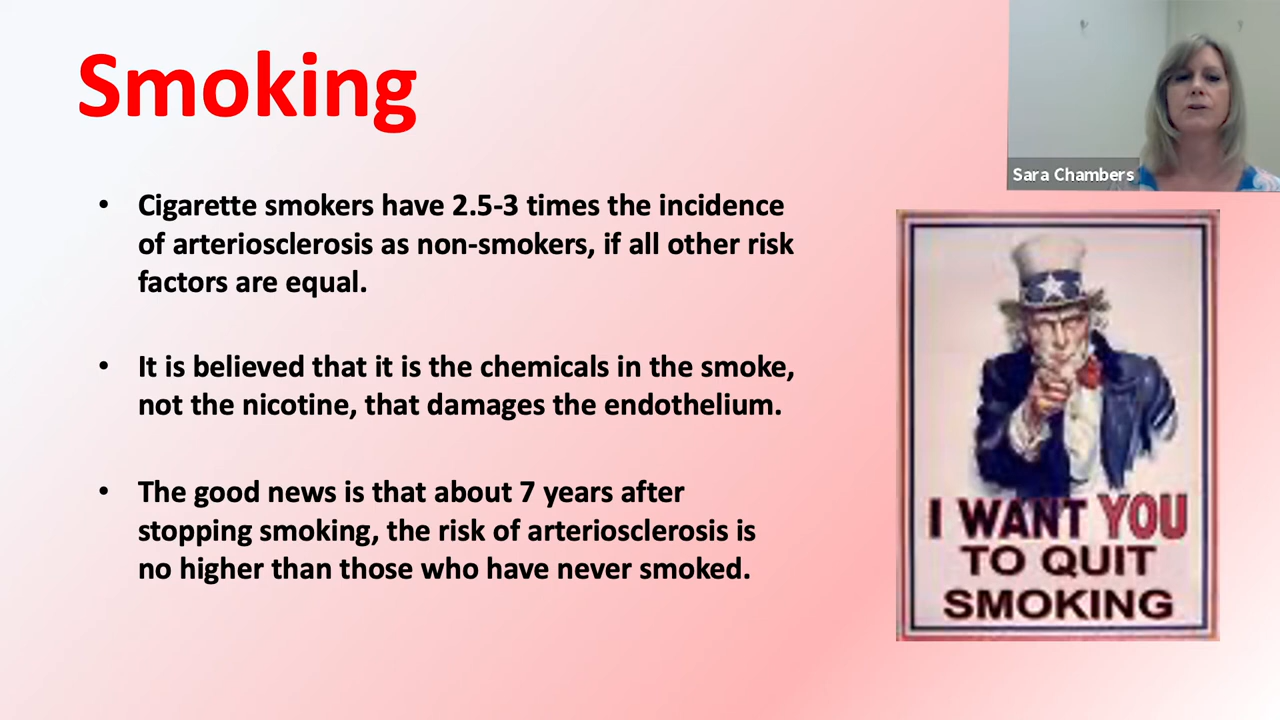 Smoking
Sara Chambers
• Cigarette smokers have 2.5-3 times the incidence
of arteriosclerosis as non-smokers, if all other risk
factors are equal.
• It is believed that it is the chemicals in the smoke,
not the nicotine, that damages the endothelium.
• The good news is that about 7 years after
stopping smoking, the risk of arteriosclerosis is
no higher than those who have never smoked.
I WANT YOU
TO QUIT
SMOKING